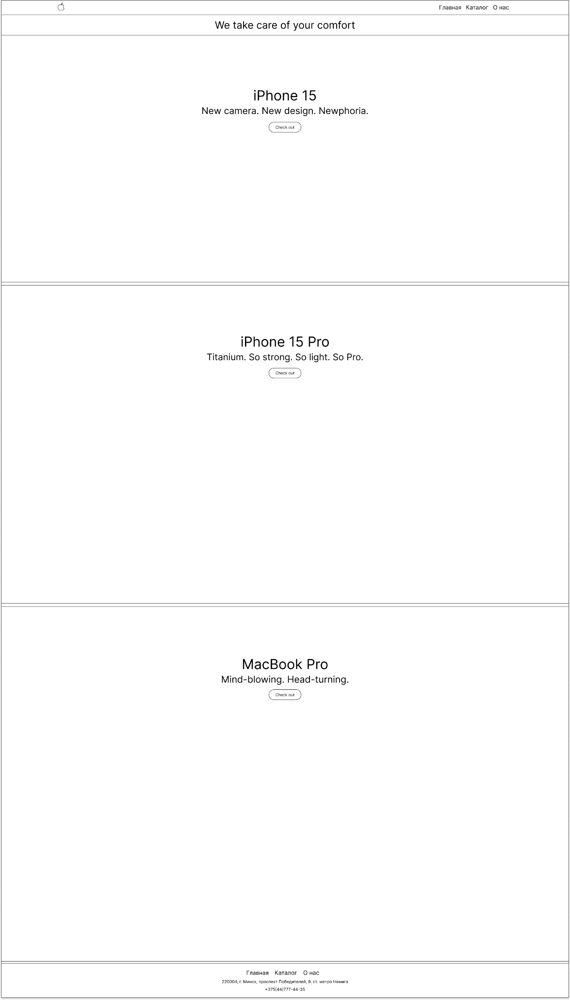 Главная Каталог О нас
We take care of your comfort
iPhone 15
New camera. New design. Newphoria.
Check out
iPhone 15 Pro
Titanium. So strong. So light. So Pro.
Check out
MacBook Pro
Mind-blowing. Head-turning.
Check out
Главная Каталог О нас
220004, г. Минск, проспект Победителей, 9. ст. метро Немига
+375(44)777-44-35